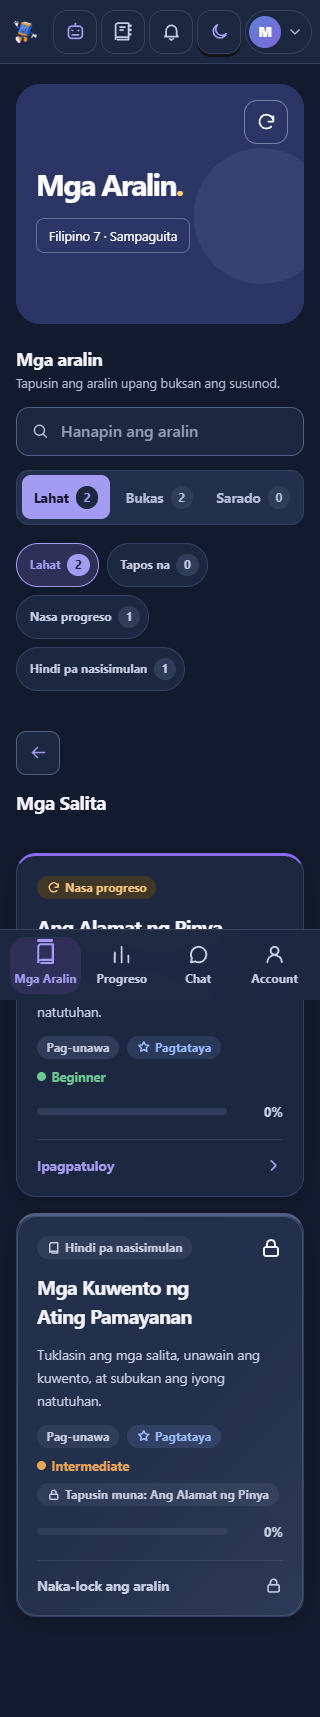 M
Mga Aralin.
Filipino 7 · Sampaguita
Mga aralin
Tapusin ang aralin upang buksan ang susunod.
Hanapin ang aralin
Lahat 2 Bukas 2 Sarado 0
Lahat 2 Tapos na 0
Nasa progreso 1
Hindi pa nasisimulan 1
Mga Salita
Nasa progreso
Ang Alamat ng Pinya
Mga Aralin Progreso Chat Account
natutuhan.
Pag-unawa Pagtataya
Beginner
0%
Ipagpatuloy
Hindi pa nasisimulan
Mga Kuwento ng
Ating Pamayanan
Tuklasin ang mga salita, unawain ang
kuwento, at subukan ang iyong
natutuhan.
Pag-unawa Pagtataya
Intermediate
Tapusin muna: Ang Alamat ng Pinya
0%
Naka-lock ang aralin